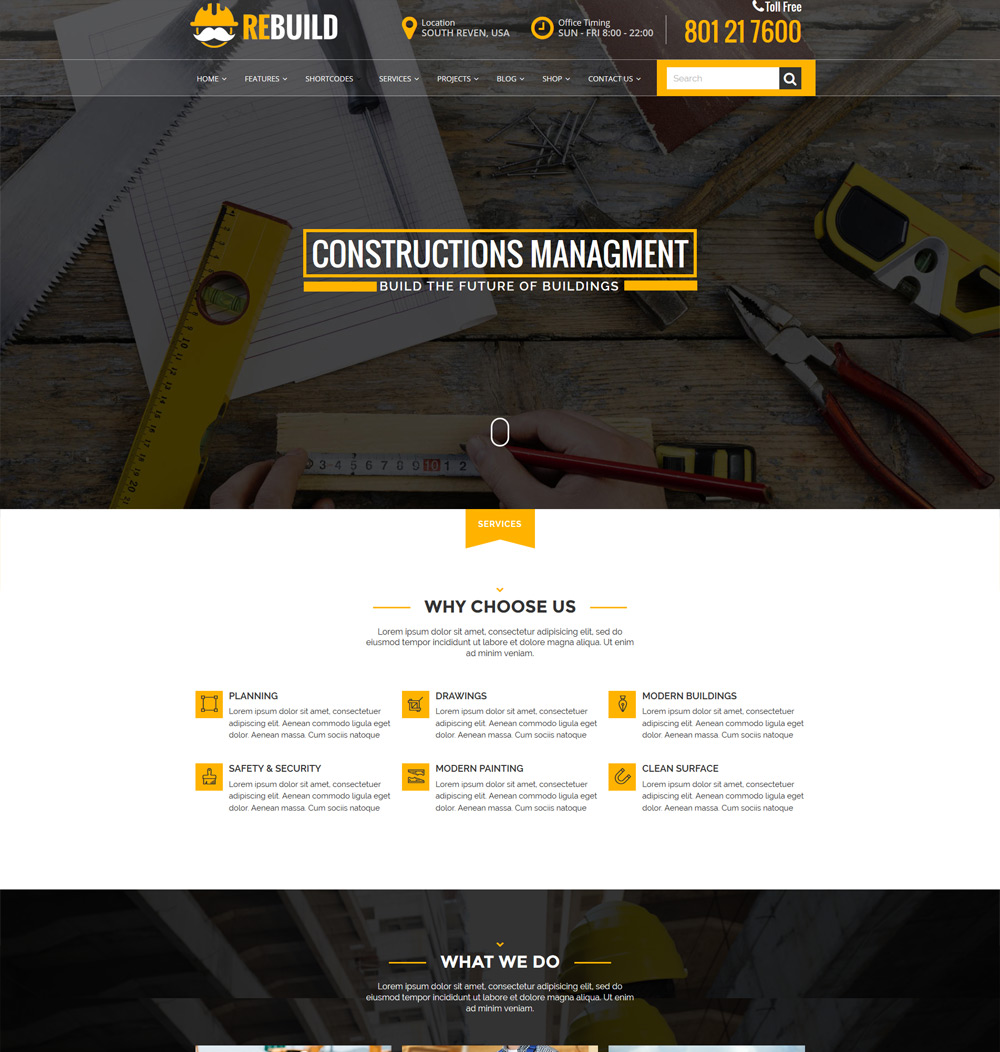 REBUILD
Location
SOUTH REVEN, USA
Office Timing
SUN - FRI 8:00 - 22:00
Toll Free
801 21 7600
HOME
FEATURES
SHORTCODES
SERVICES
PROJECTS
BLOG
SHOP
CONTACT US
Search
CONSTRUCTIONS MANAGMENT
BUILD THE FUTURE OF BUILDINGS
3 4 5 6 7 8 9 10 1 2
SERVICES
WHY CHOOSE US
Lorem ipsum dolor sit amet, consectetur adipisicing elit, sed do
eiusmod tempor incididunt ut labore et dolore magna aliqua. Ut enim
ad minim veniam.
PLANNING
Lorem ipsum dolor sit amet, consectetuer
adipiscing elit. Aenean commodo ligula eget
dolor. Aenean massa. Cum sociis natoque
DRAWINGS
Lorem ipsum dolor sit amet, consectetuer
adipiscing elit. Aenean commodo ligula eget
dolor. Aenean massa. Cum sociis natoque
MODERN BUILDINGS
Lorem ipsum dolor sit amet, consectetuer
adipiscing elit. Aenean commodo ligula eget
dolor. Aenean massa. Cum sociis natoque
SAFETY & SECURITY
Lorem ipsum dolor sit amet, consectetuer
adipiscing elit. Aenean commodo ligula eget
dolor. Aenean massa. Cum sociis natoque
MODERN PAINTING
Lorem ipsum dolor sit amet, consectetuer
adipiscing elit. Aenean commodo ligula eget
dolor. Aenean massa. Cum sociis natoque
CLEAN SURFACE
Lorem ipsum dolor sit amet, consectetuer
adipiscing elit. Aenean commodo ligula eget
dolor. Aenean massa. Cum sociis natoque
WHAT WE DO
Lorem ipsum dolor sit amet, consectetur adipisicing elit, sed do
eiusmod tempor incididunt ut labore et dolore magna aliqua. Ut enim
ad minim veniam.